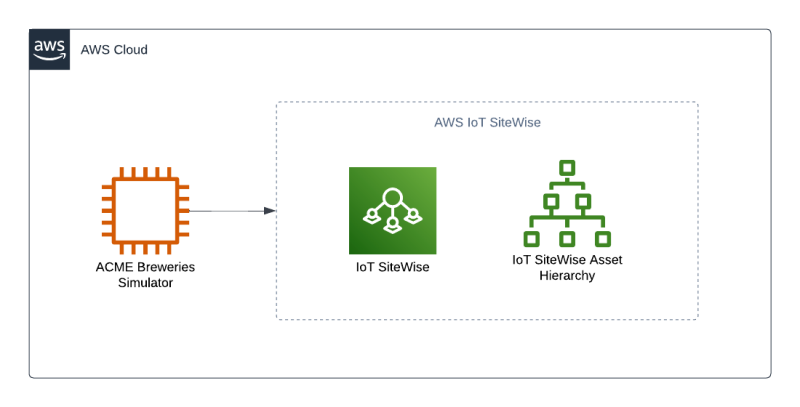 aws
AWS Cloud
AWS IoT SiteWise
ACME Breweries
Simulator
IoT SiteWise
IoT SiteWise Asset
Hierarchy